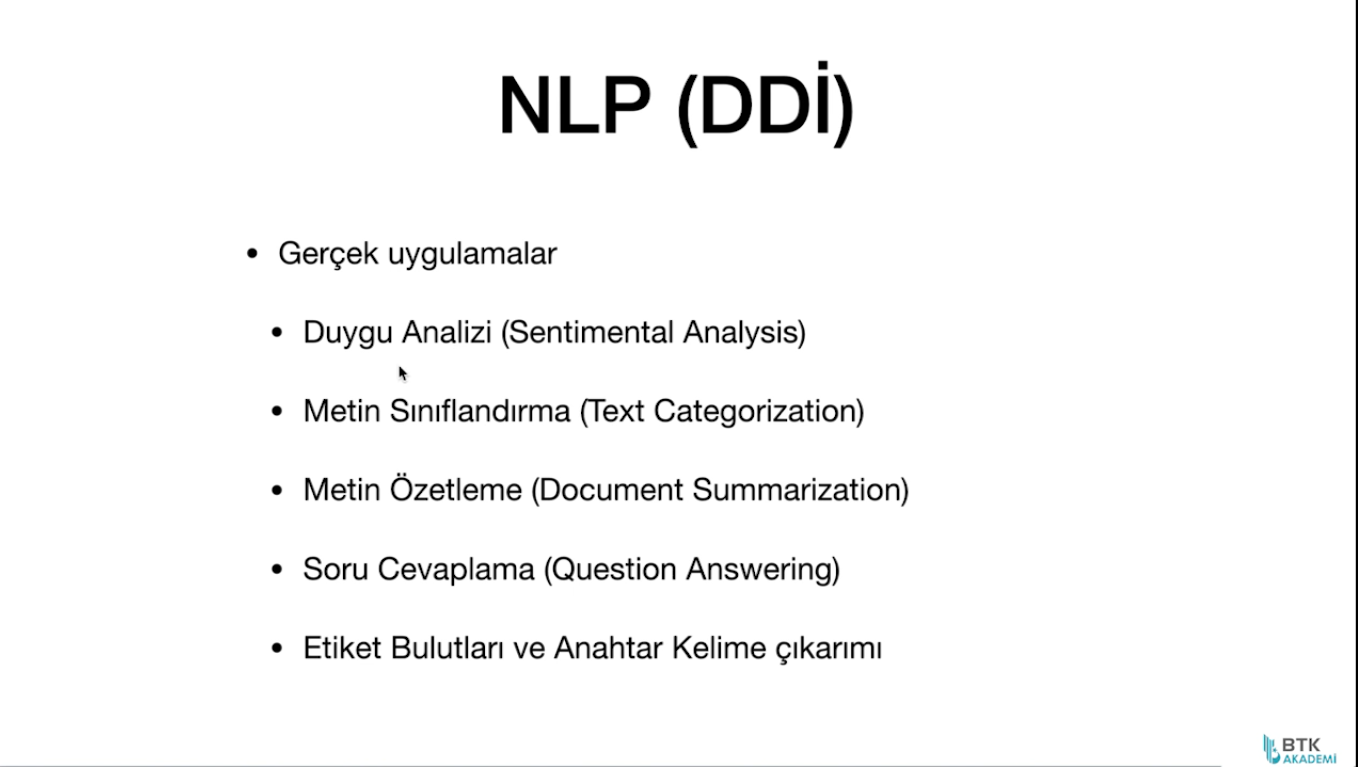 NLP (DDİ)
• Gerçek uygulamalar
• Duygu Analizi (Sentimental Analysis)
• Metin Sınıflandırma (Text Categorization)
• Metin Özetleme (Document Summarization)
• Soru Cevaplama (Question Answering)
• Etiket Bulutları ve Anahtar Kelime çıkarımı
BTK
AKADEMİ